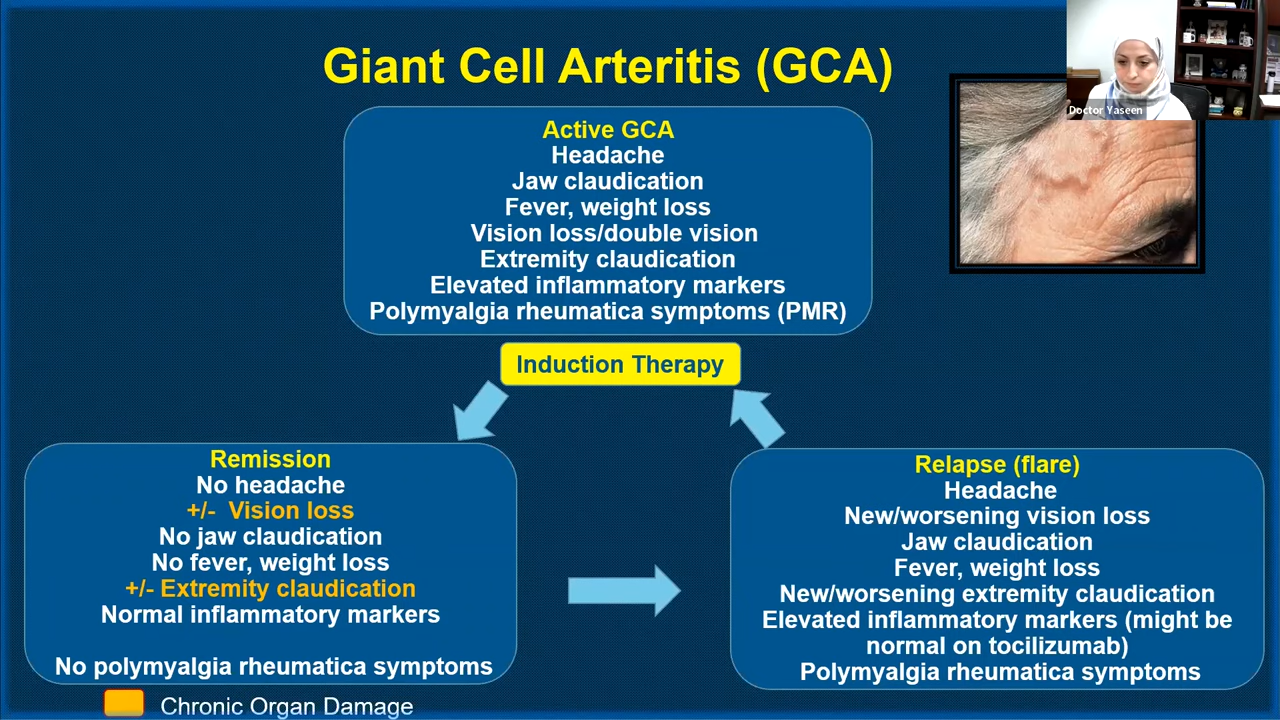 Giant Cell Arteritis (GCA)
Doctor Yaseen
Active GCA
Headache
Jaw claudication
Fever, weight loss
Vision loss/double vision
Extremity claudication
Elevated inflammatory markers
Polymyalgia rheumatica symptoms (PMR)
Induction Therapy
Remission
No headache
+/-  Vision loss
No jaw claudication
No fever, weight loss
+/- Extremity claudication
Normal inflammatory markers
No polymyalgia rheumatica symptoms
Relapse (flare)
Headache
New/worsening vision loss
Jaw claudication
Fever, weight loss
New/worsening extremity claudication
Elevated inflammatory markers (might be
normal on tocilizumab)
Polymyalgia rheumatica symptoms
Chronic Organ Damage